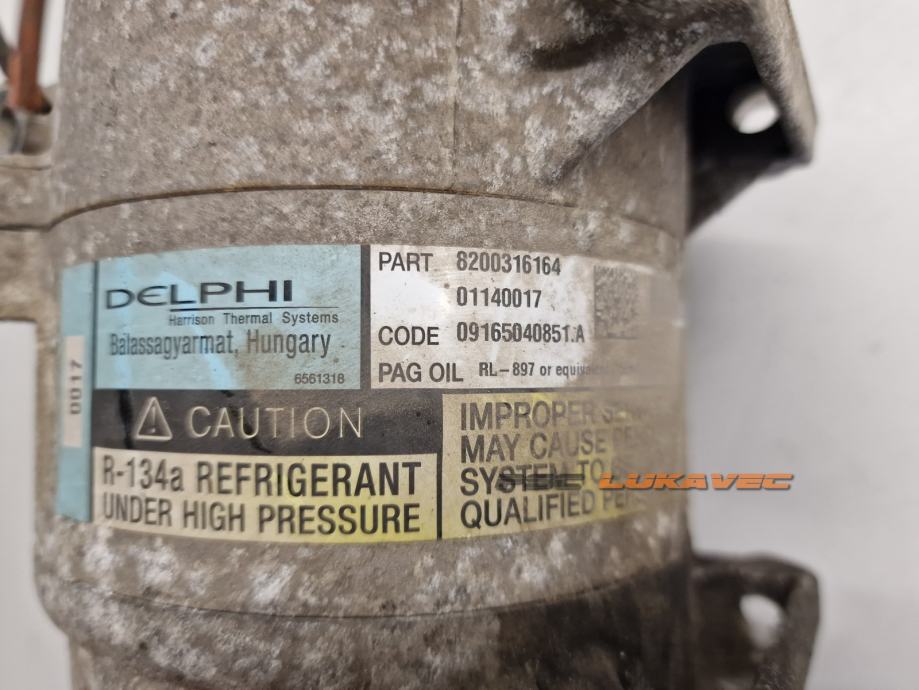 DELPHI
Harrison Thermal Systems
Balassagyarmat, Hungary
6561318
0017
PART 8200316164
01140017
CODE 09165040851.A
PAG OIL RL-897 or
CAUTION
R-134a REFRIGERANT
UNDER HIGH PRESSURE
IMPROPER
MAY CAUSE
SYSTEM TO
QUALIFIED
LUKAVEC